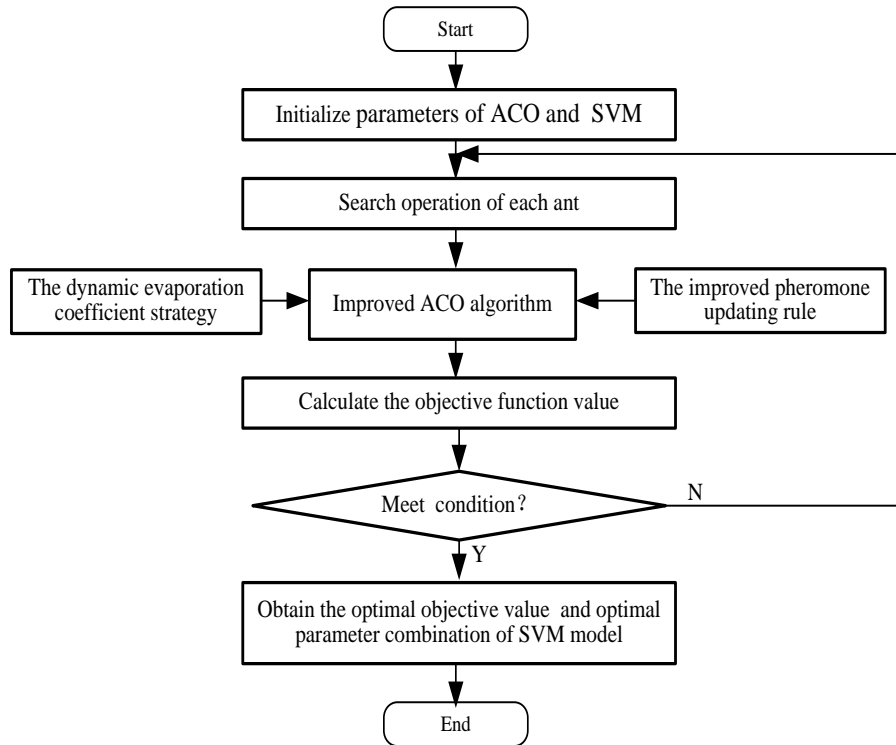 Start
Initialize parameters of ACO and SVM
Search operation of each ant
The dynamic evaporation
coefficient strategy
Improved ACO algorithm
The improved pheromone
updating rule
Calculate the objective function value
Meet condition？
N
Y
Obtain the optimal objective value and optimal
parameter combination of SVM model
End